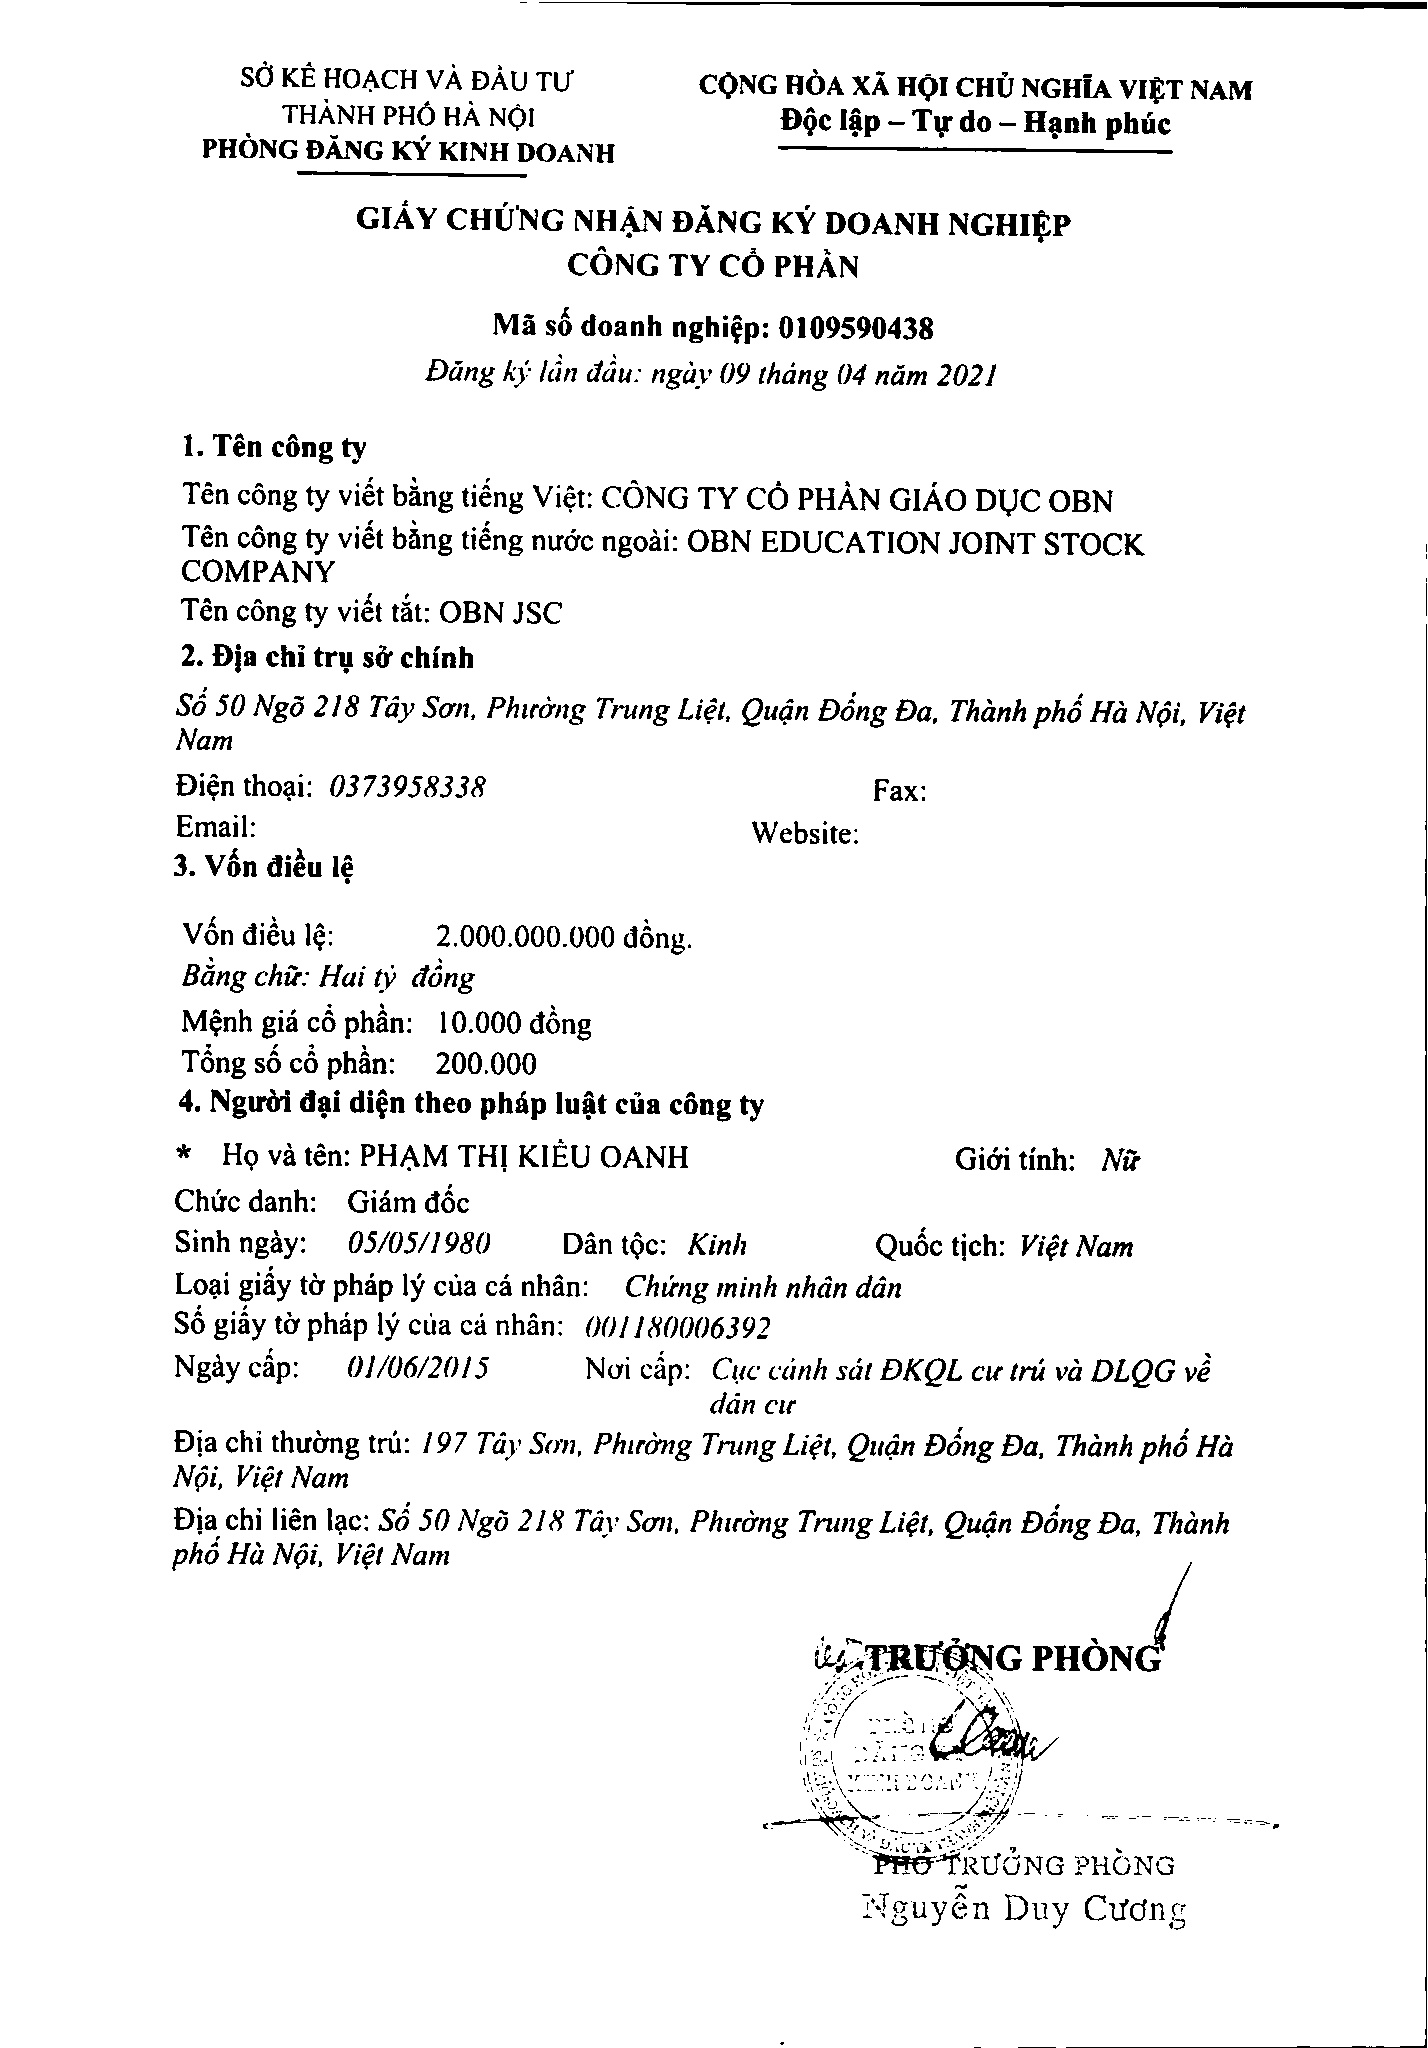 SỞ KẾ HOẠCH VÀ ĐẦU TƯ
THÀNH PHỐ HÀ NỘI
PHÒNG ĐĂNG KÝ KINH DOANH
CỘNG HÒA XÃ HỘI CHỦ NGHĨA VIỆT NAM
Độc lập – Tự do – Hạnh phúc
GIẤY CHỨNG NHẬN ĐĂNG KÝ DOANH NGHIỆP
CÔNG TY CỔ PHẦN
Mã số doanh nghiệp: 0109590438
Đăng ký lần đầu: ngày 09 tháng 04 năm 2021
1. Tên công ty
Tên công ty viết bằng tiếng Việt: CÔNG TY CỔ PHẦN GIÁO DỤC OBN
Tên công ty viết bằng tiếng nước ngoài: OBN EDUCATION JOINT STOCK
COMPANY
Tên công ty viết tắt: OBN JSC
2. Địa chỉ trụ sở chính
Số 50 Ngõ 218 Tây Sơn, Phường Trung Liệt, Quận Đống Đa, Thành phố Hà Nội, Việt
Nam
Điện thoại: 0373958338 Fax:
Email: Website:
3. Vốn điều lệ
Vốn điều lệ: 2.000.000.000 đồng.
Bằng chữ: Hai tỷ đồng
Mệnh giá cổ phần: 10.000 đồng
Tổng số cổ phần: 200.000
4. Người đại diện theo pháp luật của công ty
* Họ và tên: PHẠM THỊ KIỀU OANH Giới tính: Nữ
Chức danh: Giám đốc
Sinh ngày: 05/05/1980 Dân tộc: Kinh Quốc tịch: Việt Nam
Loại giấy tờ pháp lý của cá nhân: Chứng minh nhân dân
Số giấy tờ pháp lý của cá nhân: 001180006392
Ngày cấp: 01/06/2015 Nơi cấp: Cục cảnh sát ĐKQL cư trú và DLQG về
dân cư
Địa chỉ thường trú: 197 Tây Sơn, Phường Trung Liệt, Quận Đống Đa, Thành phố Hà
Nội, Việt Nam
Địa chỉ liên lạc: Số 50 Ngõ 218 Tây Sơn, Phường Trung Liệt, Quận Đống Đa, Thành
phố Hà Nội, Việt Nam
TRƯỞNG PHÒNG
PHÒNG
ĐĂNG KÝ
KINH DOANH
PHÓ TRƯỞNG PHÒNG
Nguyễn Duy Cương